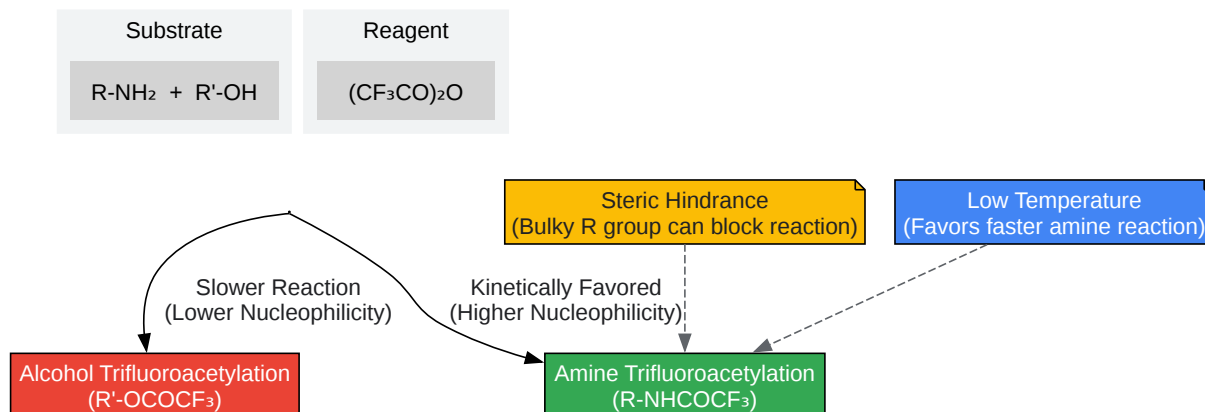 Substrate
Reagent
R-NH₂ + R'-OH
(CF₃CO)₂O
Steric Hindrance
(Bulky R group can block reaction)
Low Temperature
(Favors faster amine reaction)
Slower Reaction
(Lower Nucleophilicity)
Kinetically Favored
(Higher Nucleophilicity)
Alcohol Trifluoroacetylation
(R'-OCOCF₃)
Amine Trifluoroacetylation
(R-NHCOCF₃)